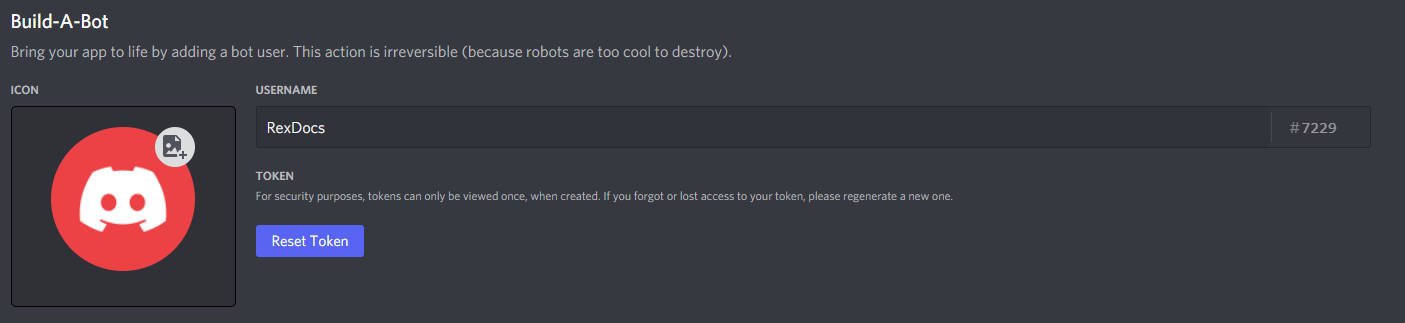 Build-A-Bot
Bring your app to life by adding a bot user. This action is irreversible (because robots are too cool to destroy).
ICON
USERNAME
RexDocs
#7229
TOKEN
For security purposes, tokens can only be viewed once, when created. If you forgot or lost access to your token, please regenerate a new one.
Reset Token